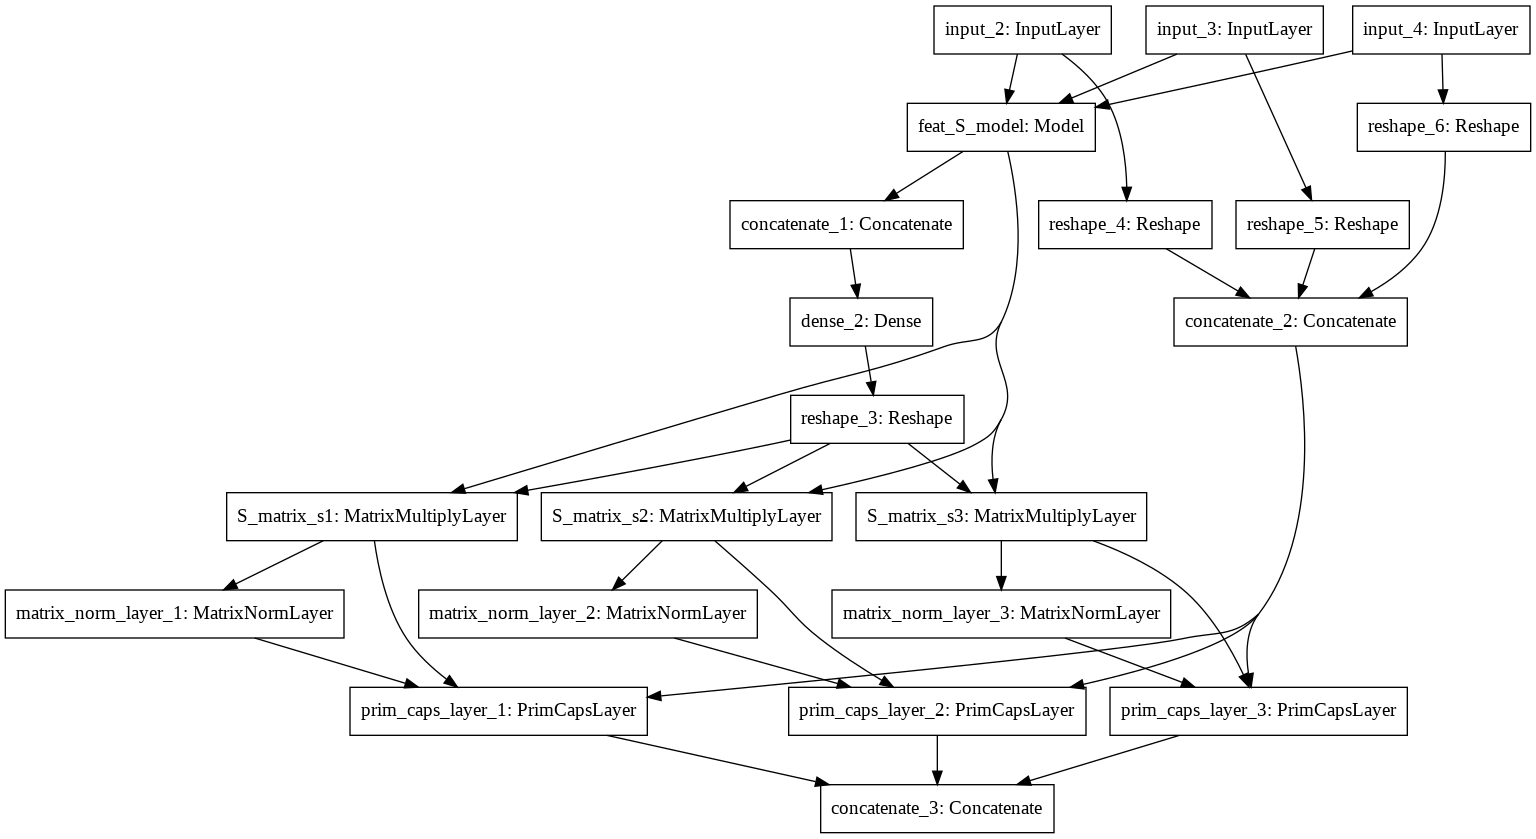 input_2: InputLayer
input_3: InputLayer
input_4: InputLayer
feat_S_model: Model
reshape_6: Reshape
concatenate_1: Concatenate
reshape_4: Reshape
reshape_5: Reshape
dense_2: Dense
concatenate_2: Concatenate
reshape_3: Reshape
S_matrix_s1: MatrixMultiplyLayer
S_matrix_s2: MatrixMultiplyLayer
S_matrix_s3: MatrixMultiplyLayer
matrix_norm_layer_1: MatrixNormLayer
matrix_norm_layer_2: MatrixNormLayer
matrix_norm_layer_3: MatrixNormLayer
prim_caps_layer_1: PrimCapsLayer
prim_caps_layer_2: PrimCapsLayer
prim_caps_layer_3: PrimCapsLayer
concatenate_3: Concatenate